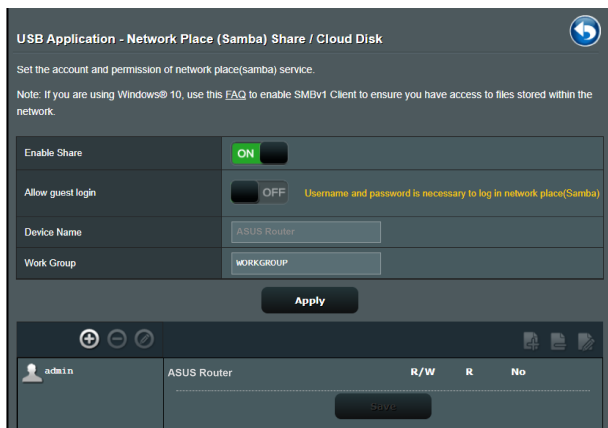 USB Application - Network Place (Samba) Share / Cloud Disk
Set the account and permission of network place(samba) service.
Note: If you are using Windows® 10, use this FAQ to enable SMBv1 Client to ensure you have access to files stored within the
network.
Enable Share ON
Allow guest login OFF Username and password is necessary to log in network place(Samba)
Device Name ASUS Router
Work Group WORKGROUP
Apply
admin ASUS Router R/W R No
Save